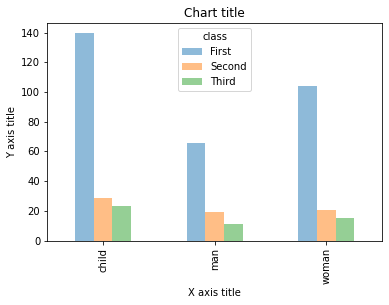 Chart title
class
First
Second
Third
Y axis title
140
120
100
80
60
40
20
0
child
man
woman
X axis title